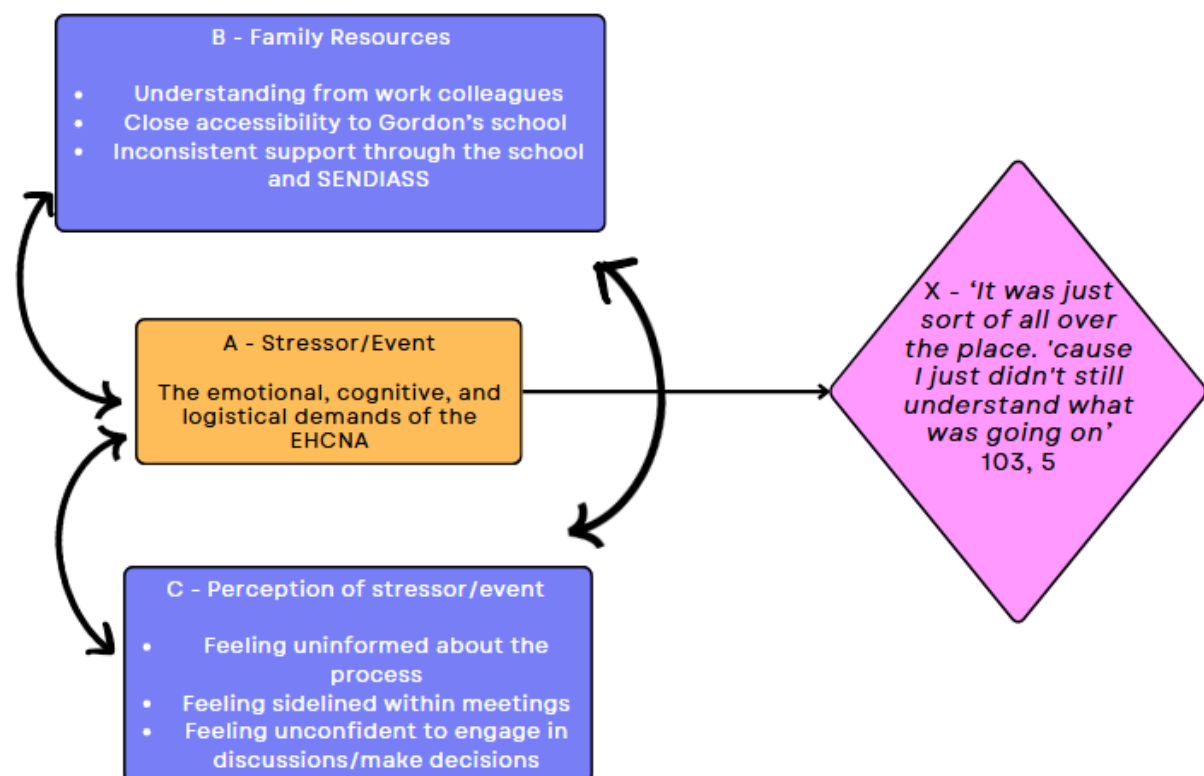 B - Family Resources
• Understanding from work colleagues
• Close accessibility to Gordon's school
• Inconsistent support through the school
and SENDIASS
A - Stressor/Event
The emotional, cognitive, and
logistical demands of the
EHCNA
C - Perception of stressor/event
• Feeling uninformed about the
process
• Feeling sidelined within meetings
• Feeling unconfident to engage in
discussions/make decisions
X - ‘It was just
sort of all over
the place. 'cause
I just didn't still
understand what
was going on’
103, 5